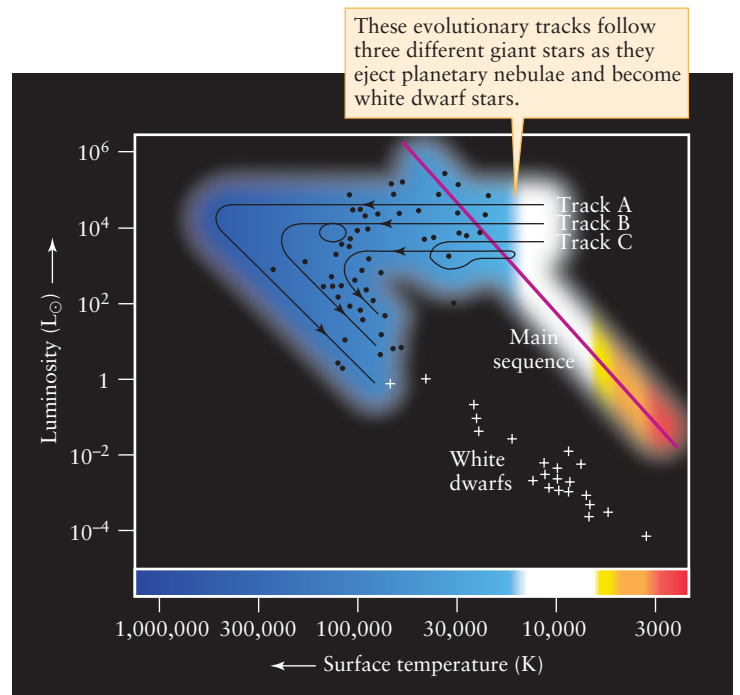 These evolutionary tracks follow
three different giant stars as they
eject planetary nebulae and become
white dwarf stars.
10⁶
10⁴
10²
1
10⁻²
10⁻⁴
Luminosity (L☉) →
Track A
Track B
Track C
Main
sequence
White
dwarfs
1,000,000 300,000 100,000 30,000 10,000 3000
← Surface temperature (K)